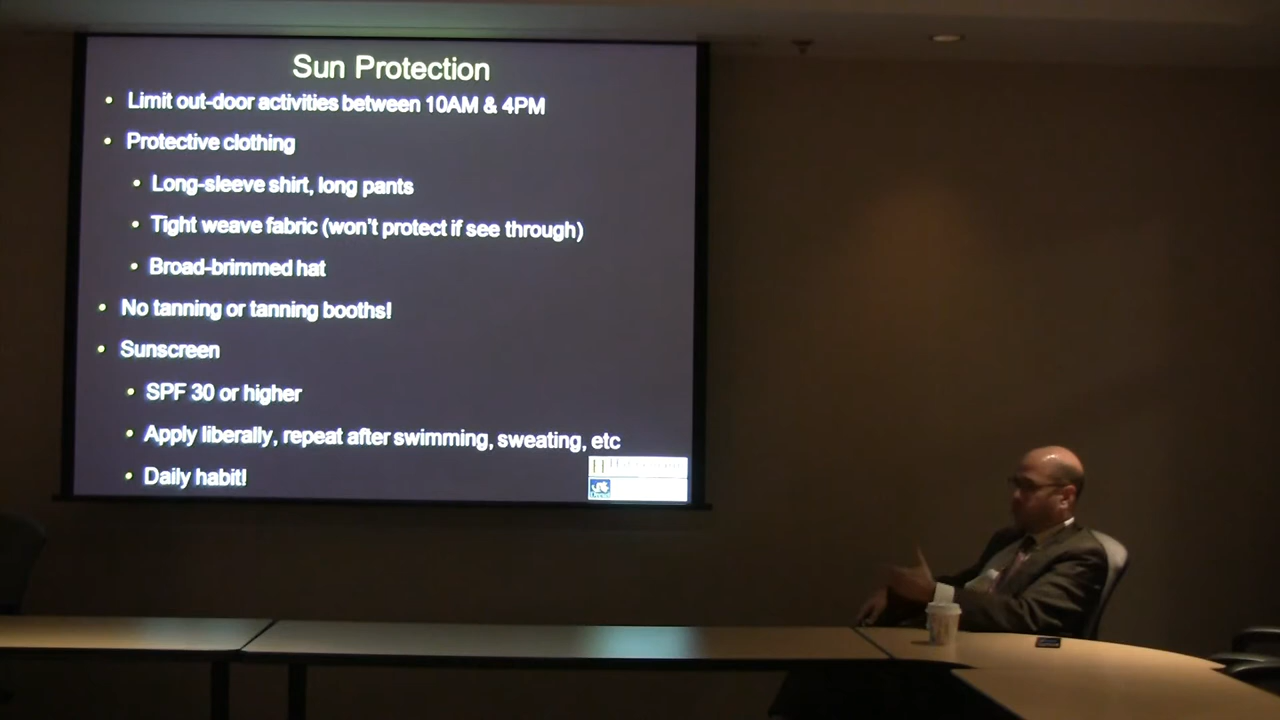 Sun Protection
• Limit out-door activities between 10AM & 4PM
• Protective clothing
• Long-sleeve shirt, long pants
• Tight weave fabric (won't protect if see through)
• Broad-brimmed hat
• No tanning or tanning booths!
• Sunscreen
• SPF 30 or higher
• Apply liberally, repeat after swimming, sweating, etc
• Daily habit!